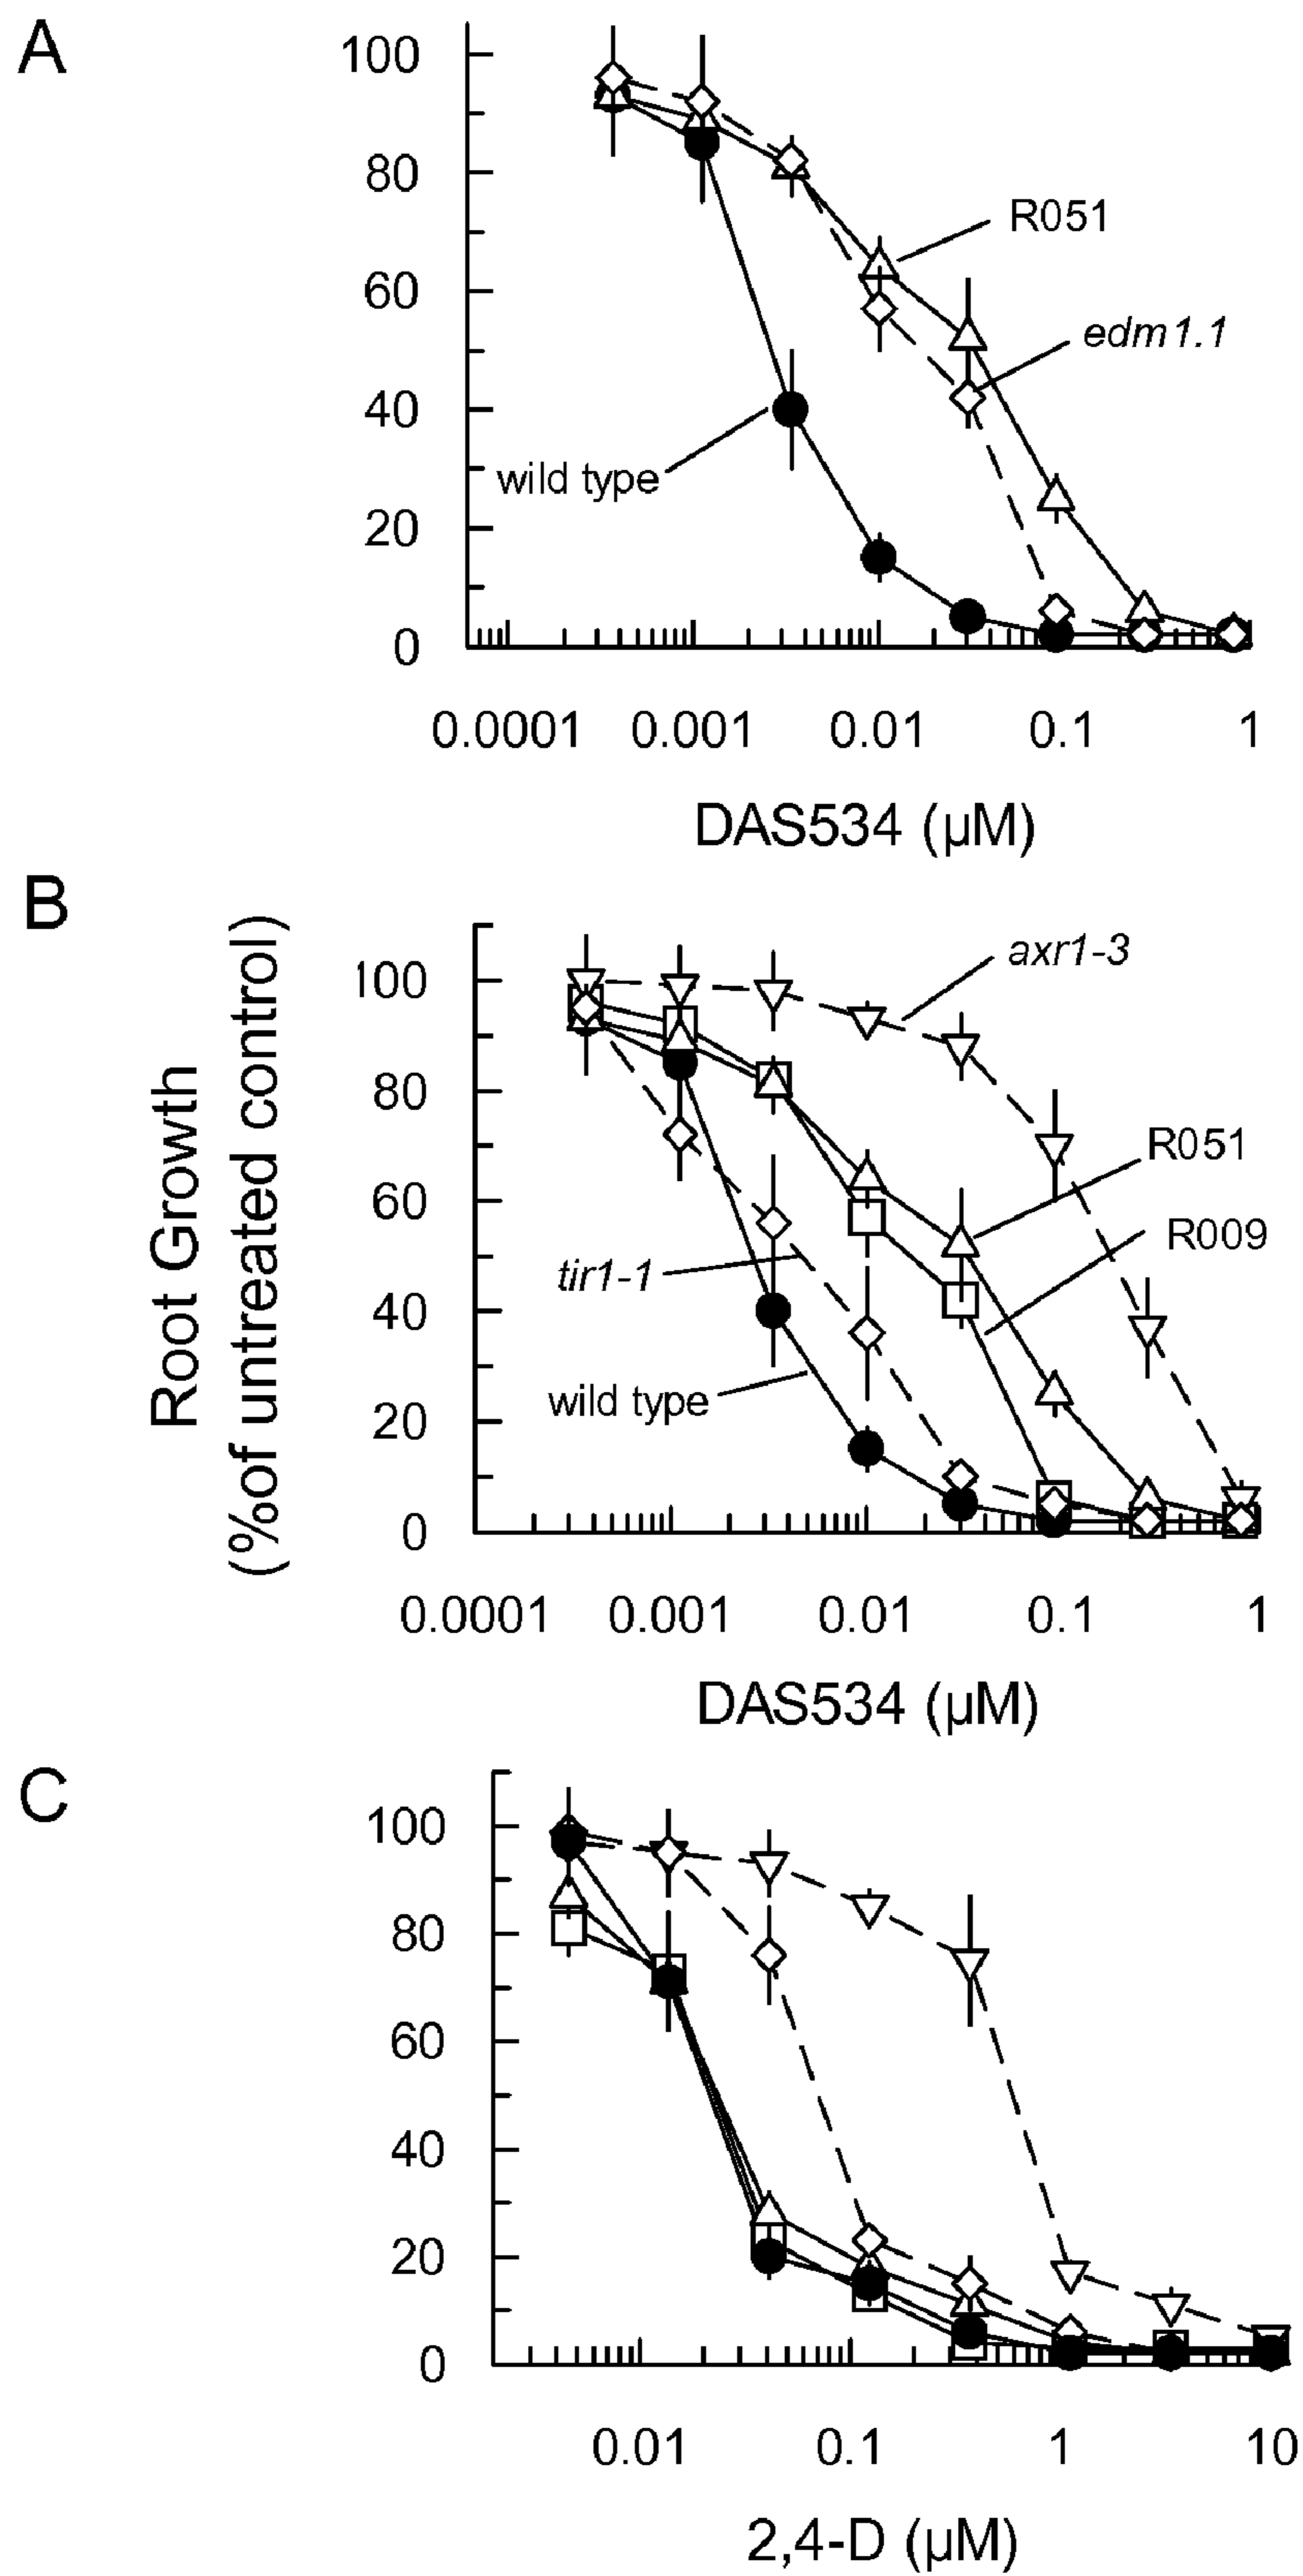 A
100
80
60
40
20
0
R051
edm1.1
wild type
0.0001 0.001 0.01 0.1 1
DAS534 (µM)
B
Root Growth
(%of untreated control)
100
80
60
40
20
0
axr1-3
R051
R009
tir1-1
wild type
0.0001 0.001 0.01 0.1 1
DAS534 (µM)
C
100
80
60
40
20
0
0.01 0.1 1 10
2,4-D (µM)